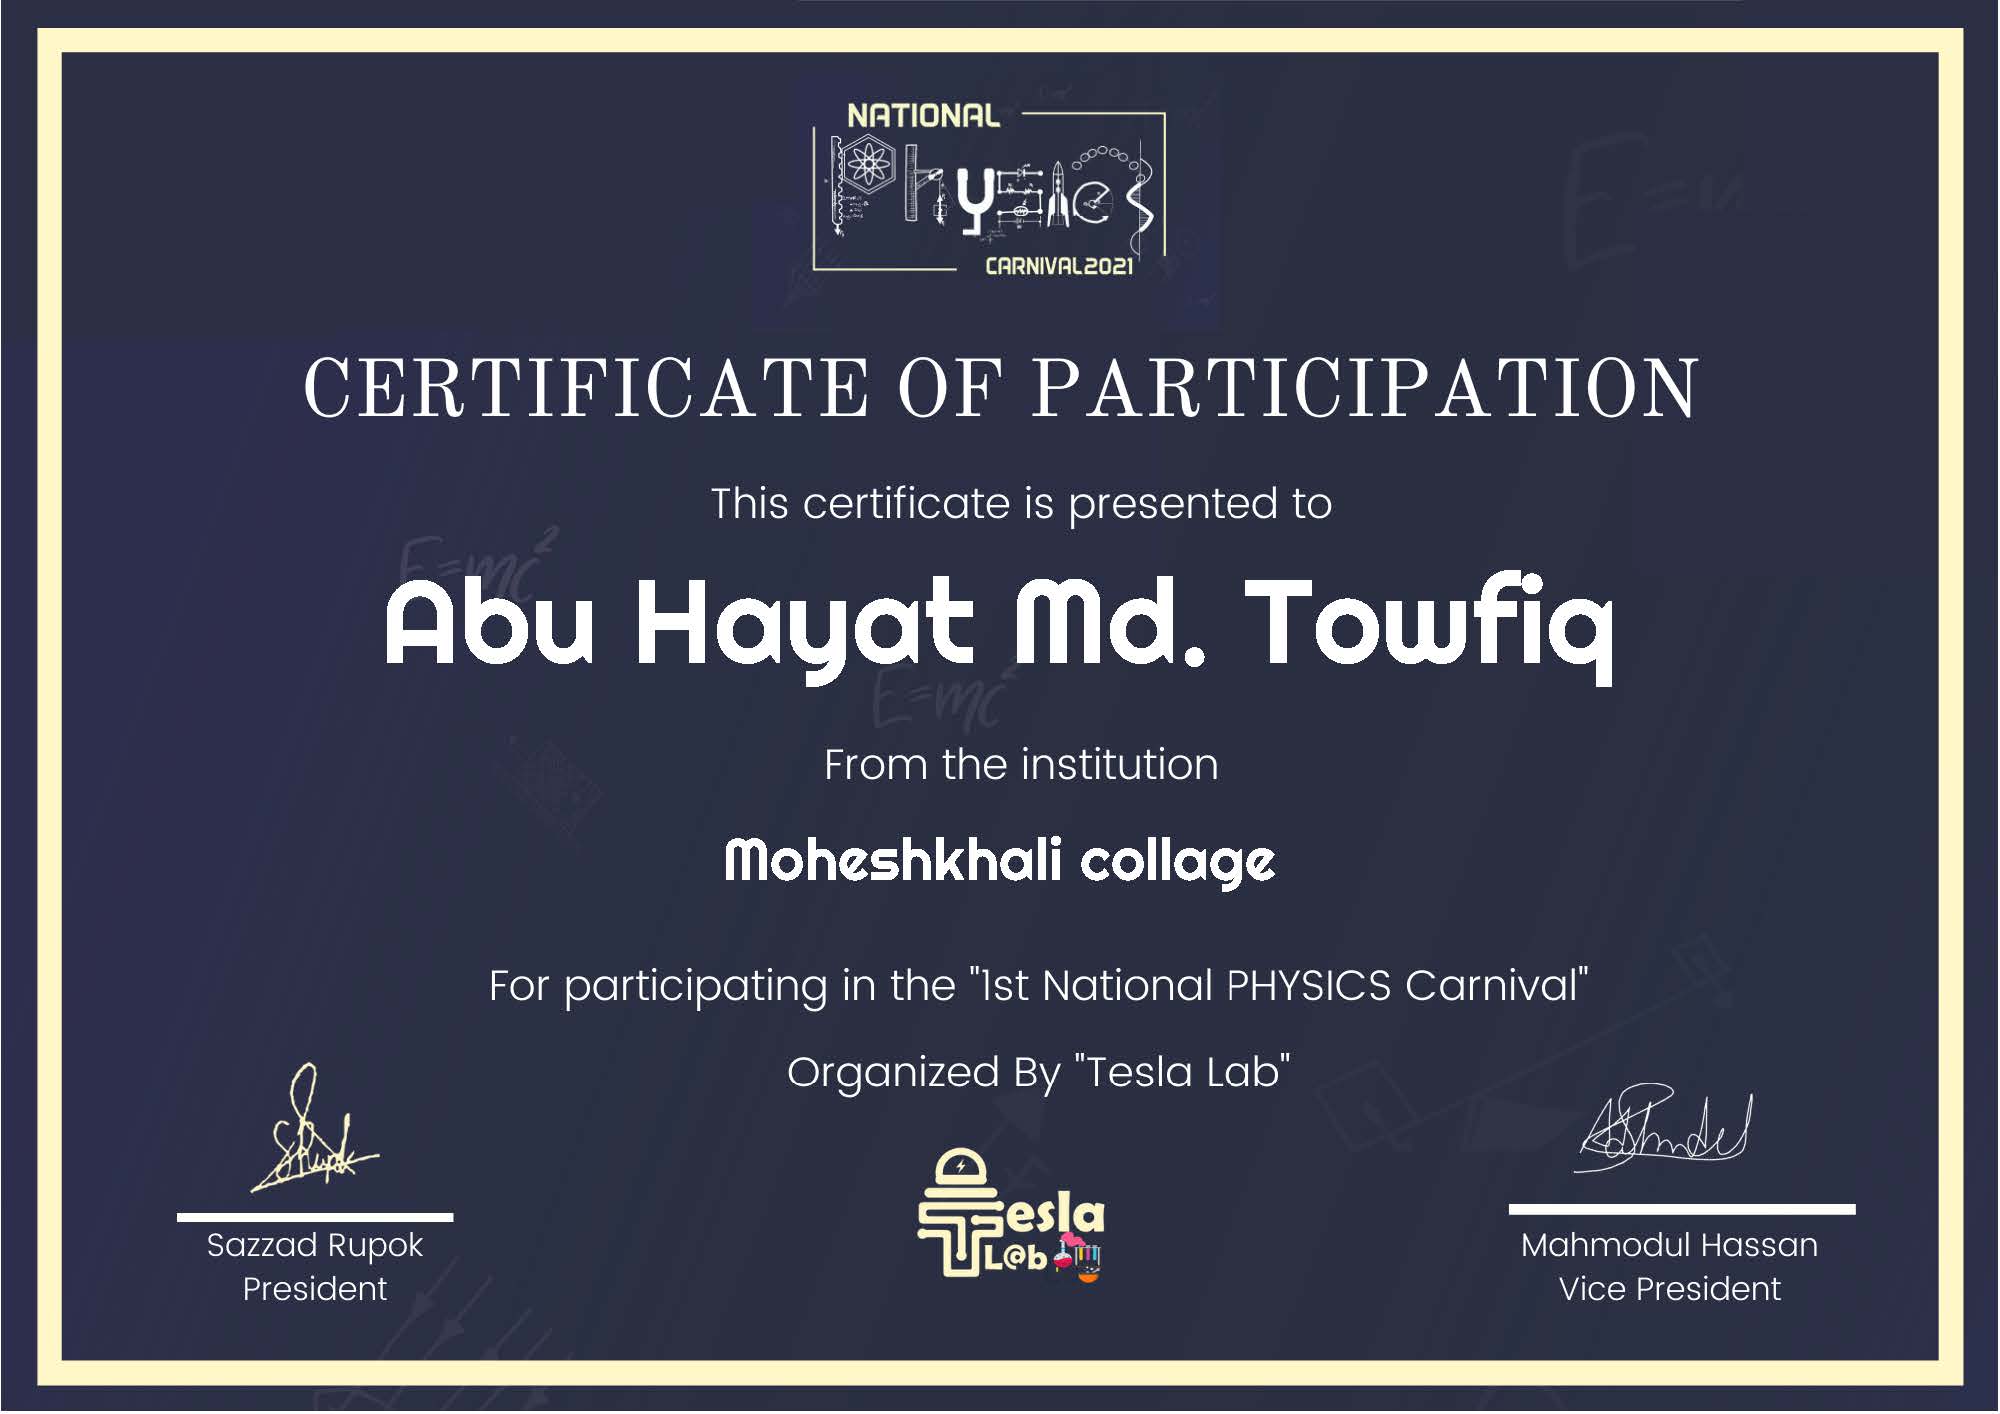 NATIONAL
Physics
CARNIVAL2021
CERTIFICATE OF PARTICIPATION
This certificate is presented to
E=mc²
Abu Hayat Md. Towfiq
E=mc²
From the institution
Moheshkhali collage
For participating in the "1st National PHYSICS Carnival"
Organized By "Tesla Lab"
Tesla
L@b
Sazzad Rupok
President
Mahmodul Hassan
Vice President